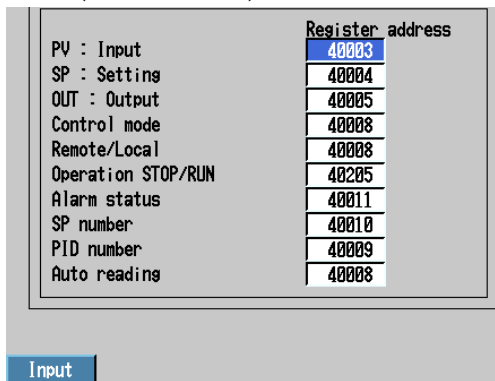 Register address
PV : Input 40003
SP : Setting 40004
OUT : Output 40005
Control mode 40008
Remote/Local 40008
Operation STOP/RUN 40205
Alarm status 40011
SP number 40010
PID number 40009
Auto reading 40008
Input